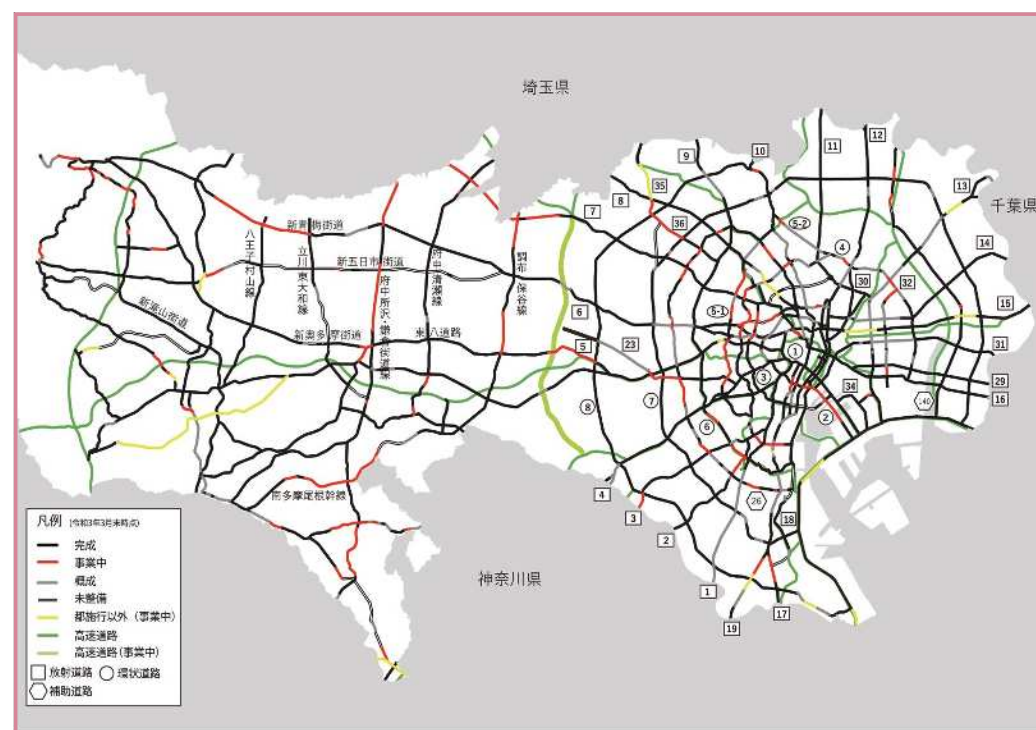 埼玉県
千葉県
神奈川県
新青梅街道
新五日市街道
新滝山街道
新奥多摩街道
東八道路
南多摩尾根幹線
八王子村山線
立川東大和線
府中所沢・鎌倉街道線
府中清瀬線
調布保谷線
35
9
10
11
12
13
8
36
7
5-2
4
14
30
32
15
6
5-1
23
5
31
1
3
29
16
34
140
2
8
7
6
4
3
26
18
2
1
19
17
凡例 (令和3年3月末時点)
完成
事業中
概成
未整備
都施行以外 (事業中)
高速道路
高速道路(事業中)
放射道路 環状道路
補助道路